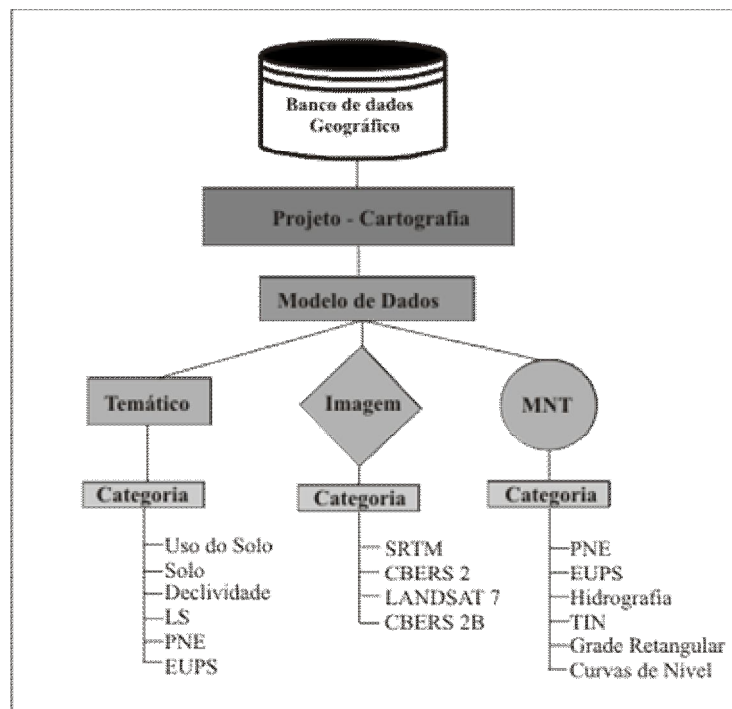 Banco de dados
Geográfico
Projeto - Cartografia
Modelo de Dados
Temático
Imagem
MNT
Categoria
Categoria
Categoria
Uso do Solo
Solo
Declividade
LS
PNE
EUPS
SRTM
CBERS 2
LANDSAT 7
CBERS 2B
PNE
EUPS
Hidrografia
TIN
Grade Retangular
Curvas de Nível